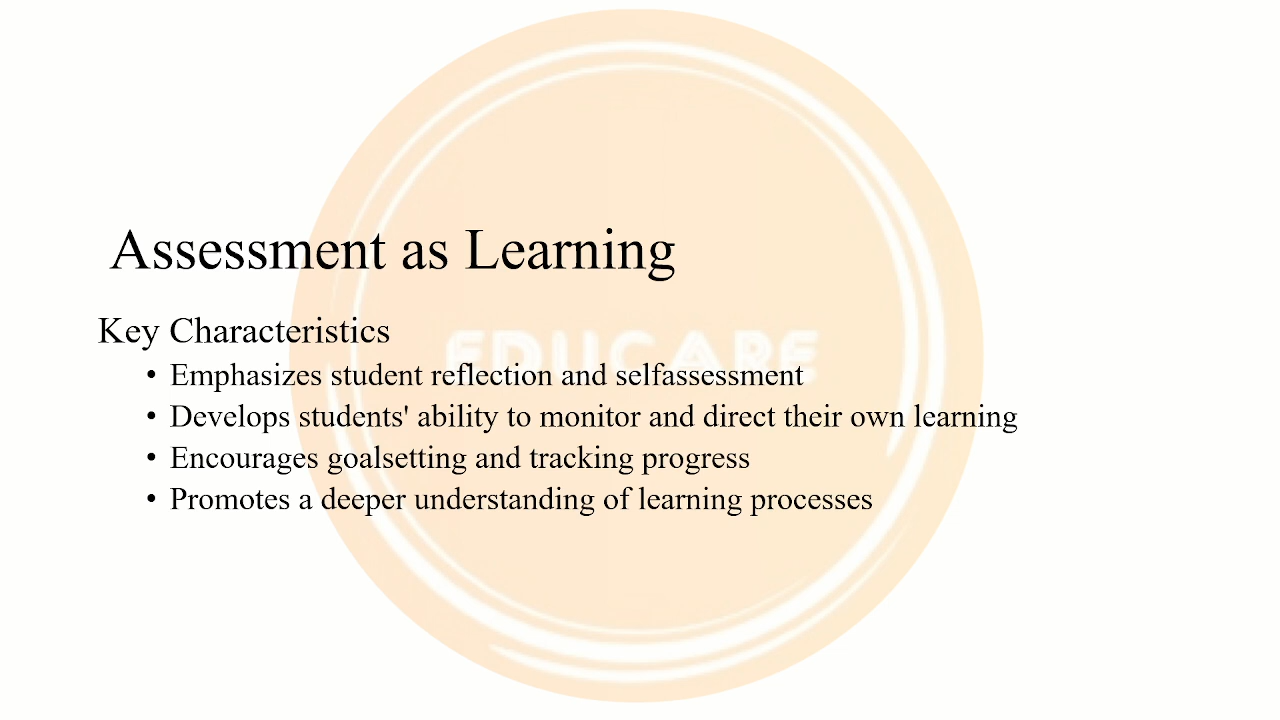 Assessment as Learning
Key Characteristics
EDUCARE
• Emphasizes student reflection and selfassessment
• Develops students' ability to monitor and direct their own learning
• Encourages goalsetting and tracking progress
• Promotes a deeper understanding of learning processes